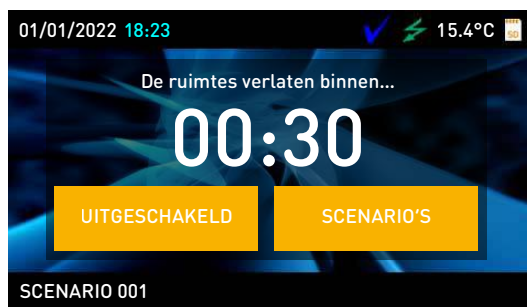 01/01/2022 18:23 15.4°C SD
De ruimtes verlaten binnen...
00:30
UITGESCHAKELD SCENARIO'S
SCENARIO 001